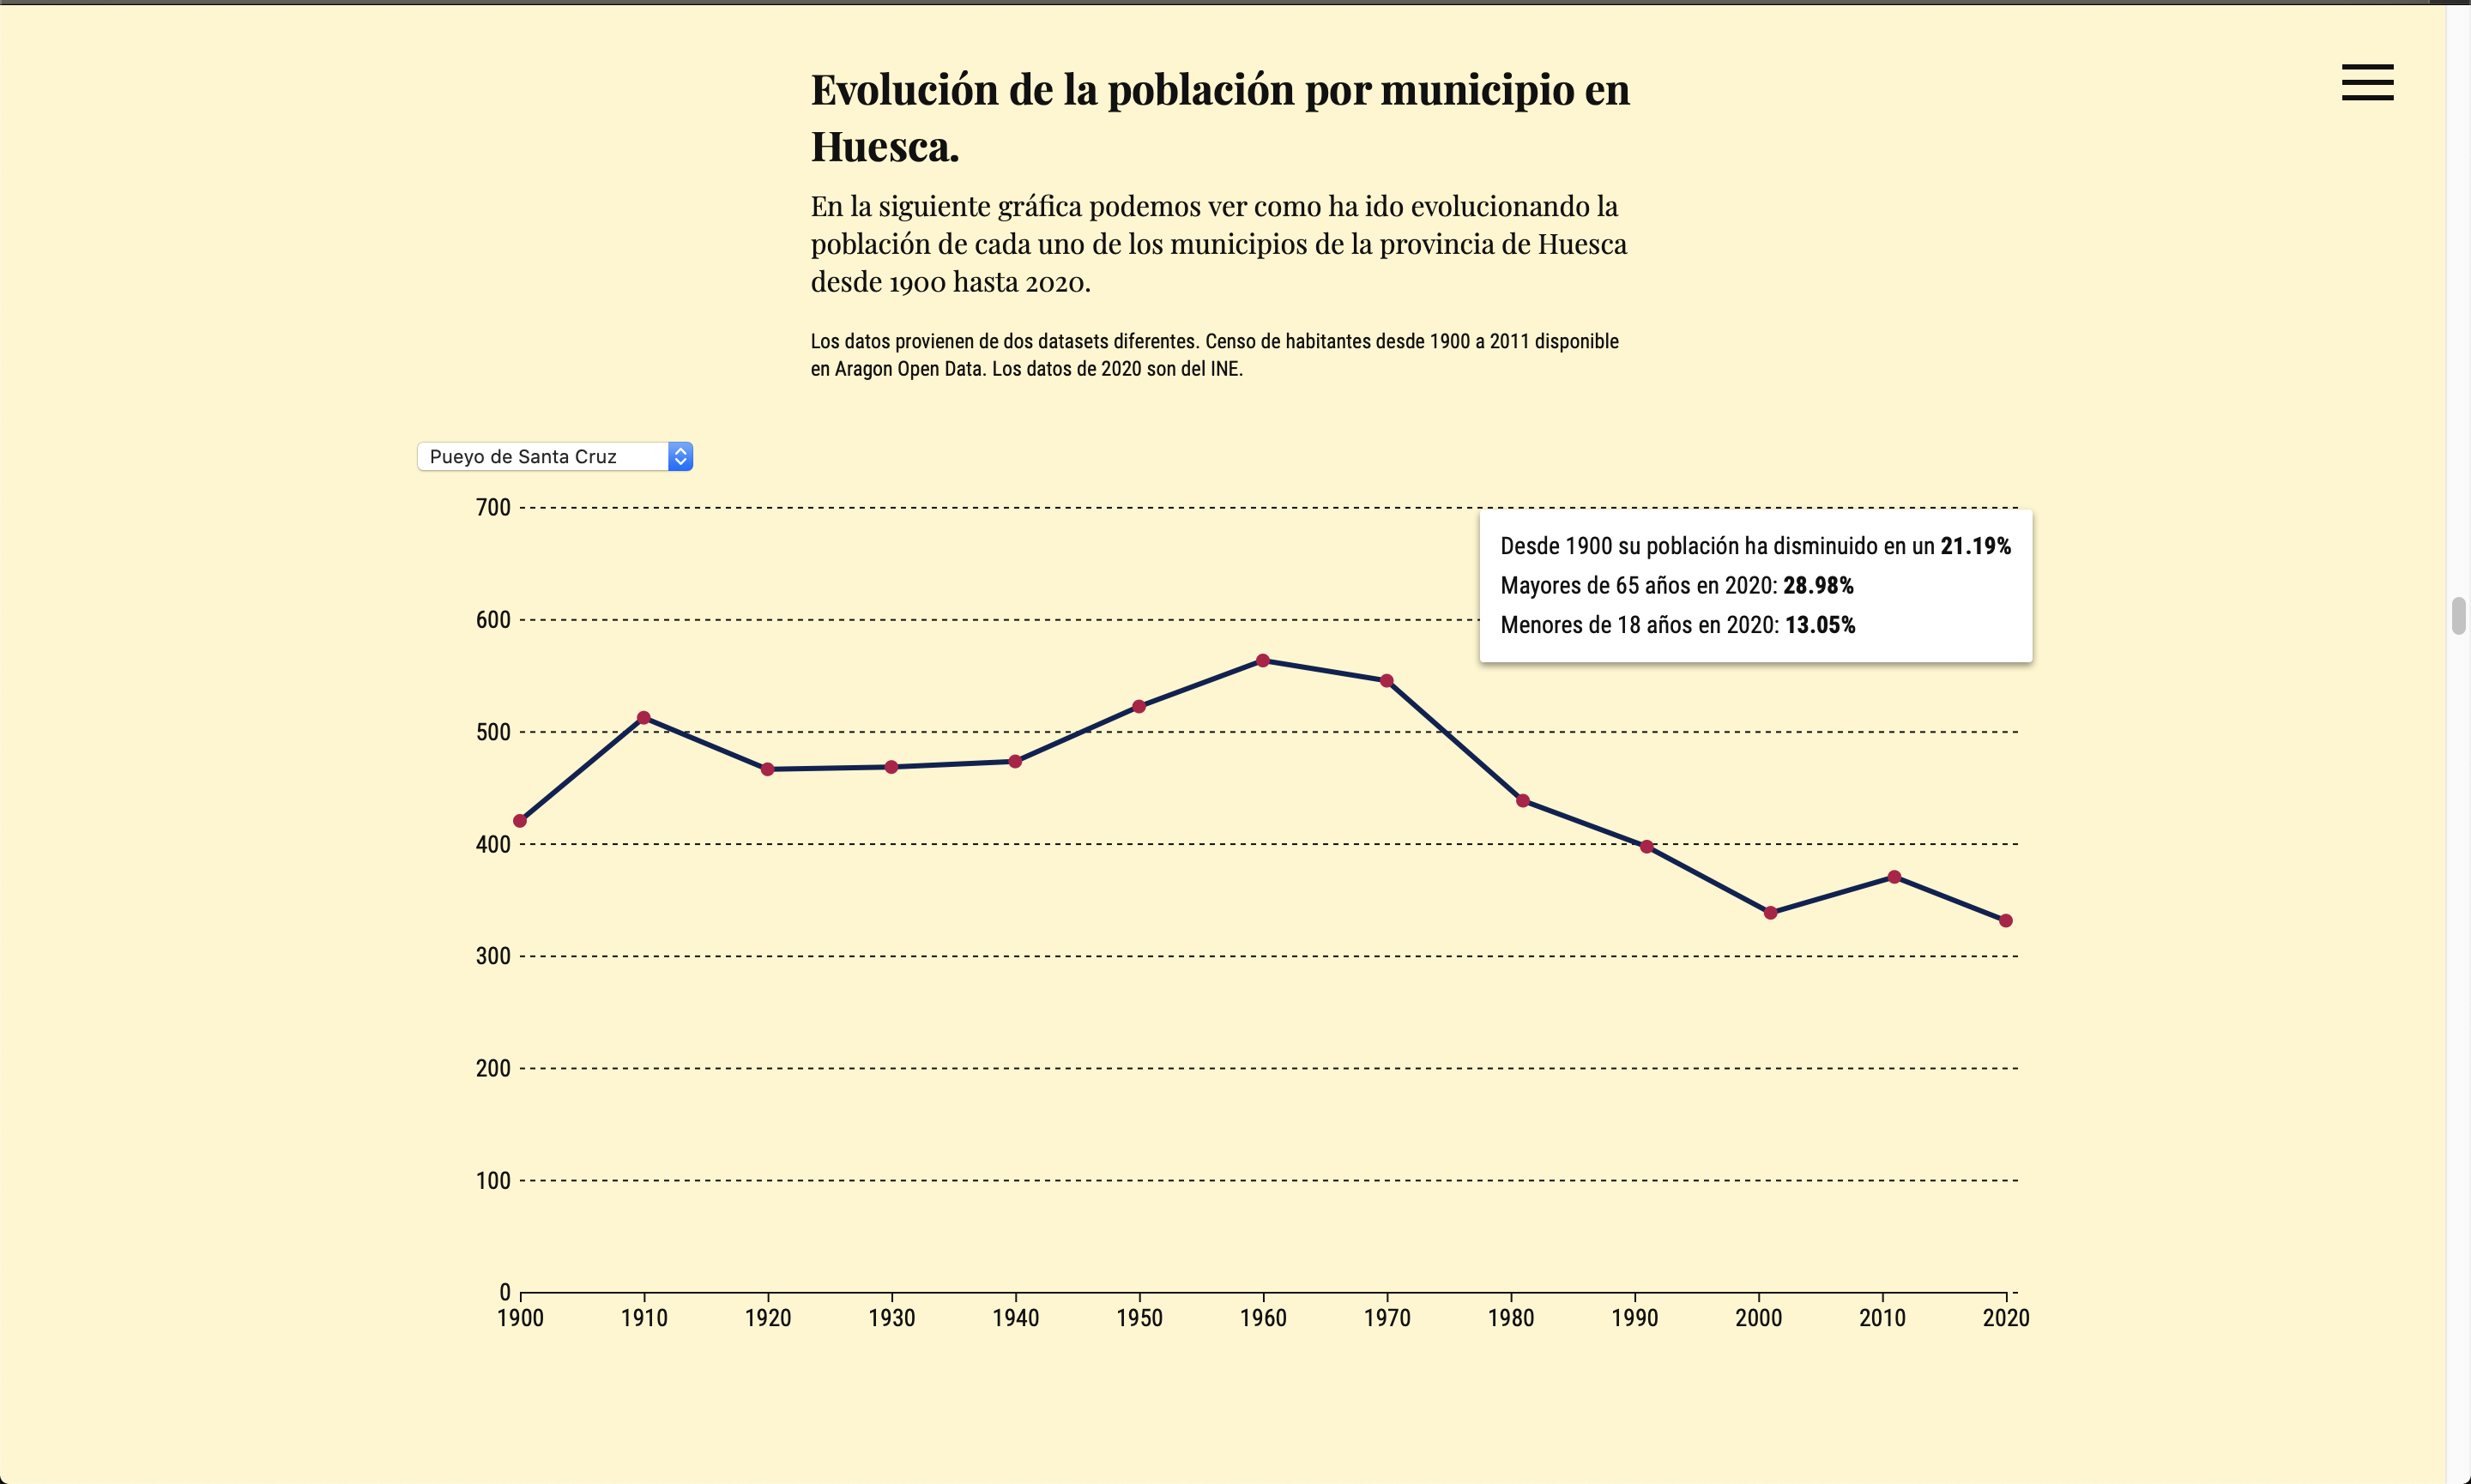 Evolución de la población por municipio en
Huesca.
En la siguiente gráfica podemos ver como ha ido evolucionando la
población de cada uno de los municipios de la provincia de Huesca
desde 1900 hasta 2020.
Los datos provienen de dos datasets diferentes. Censo de habitantes desde 1900 a 2011 disponible
en Aragon Open Data. Los datos de 2020 son del INE.
Pueyo de Santa Cruz
700
Desde 1900 su población ha disminuido en un 21.19%
Mayores de 65 años en 2020: 28.98%
Menores de 18 años en 2020: 13.05%
600
500
400
300
200
100
0
1900 1910 1920 1930 1940 1950 1960 1970 1980 1990 2000 2010 2020